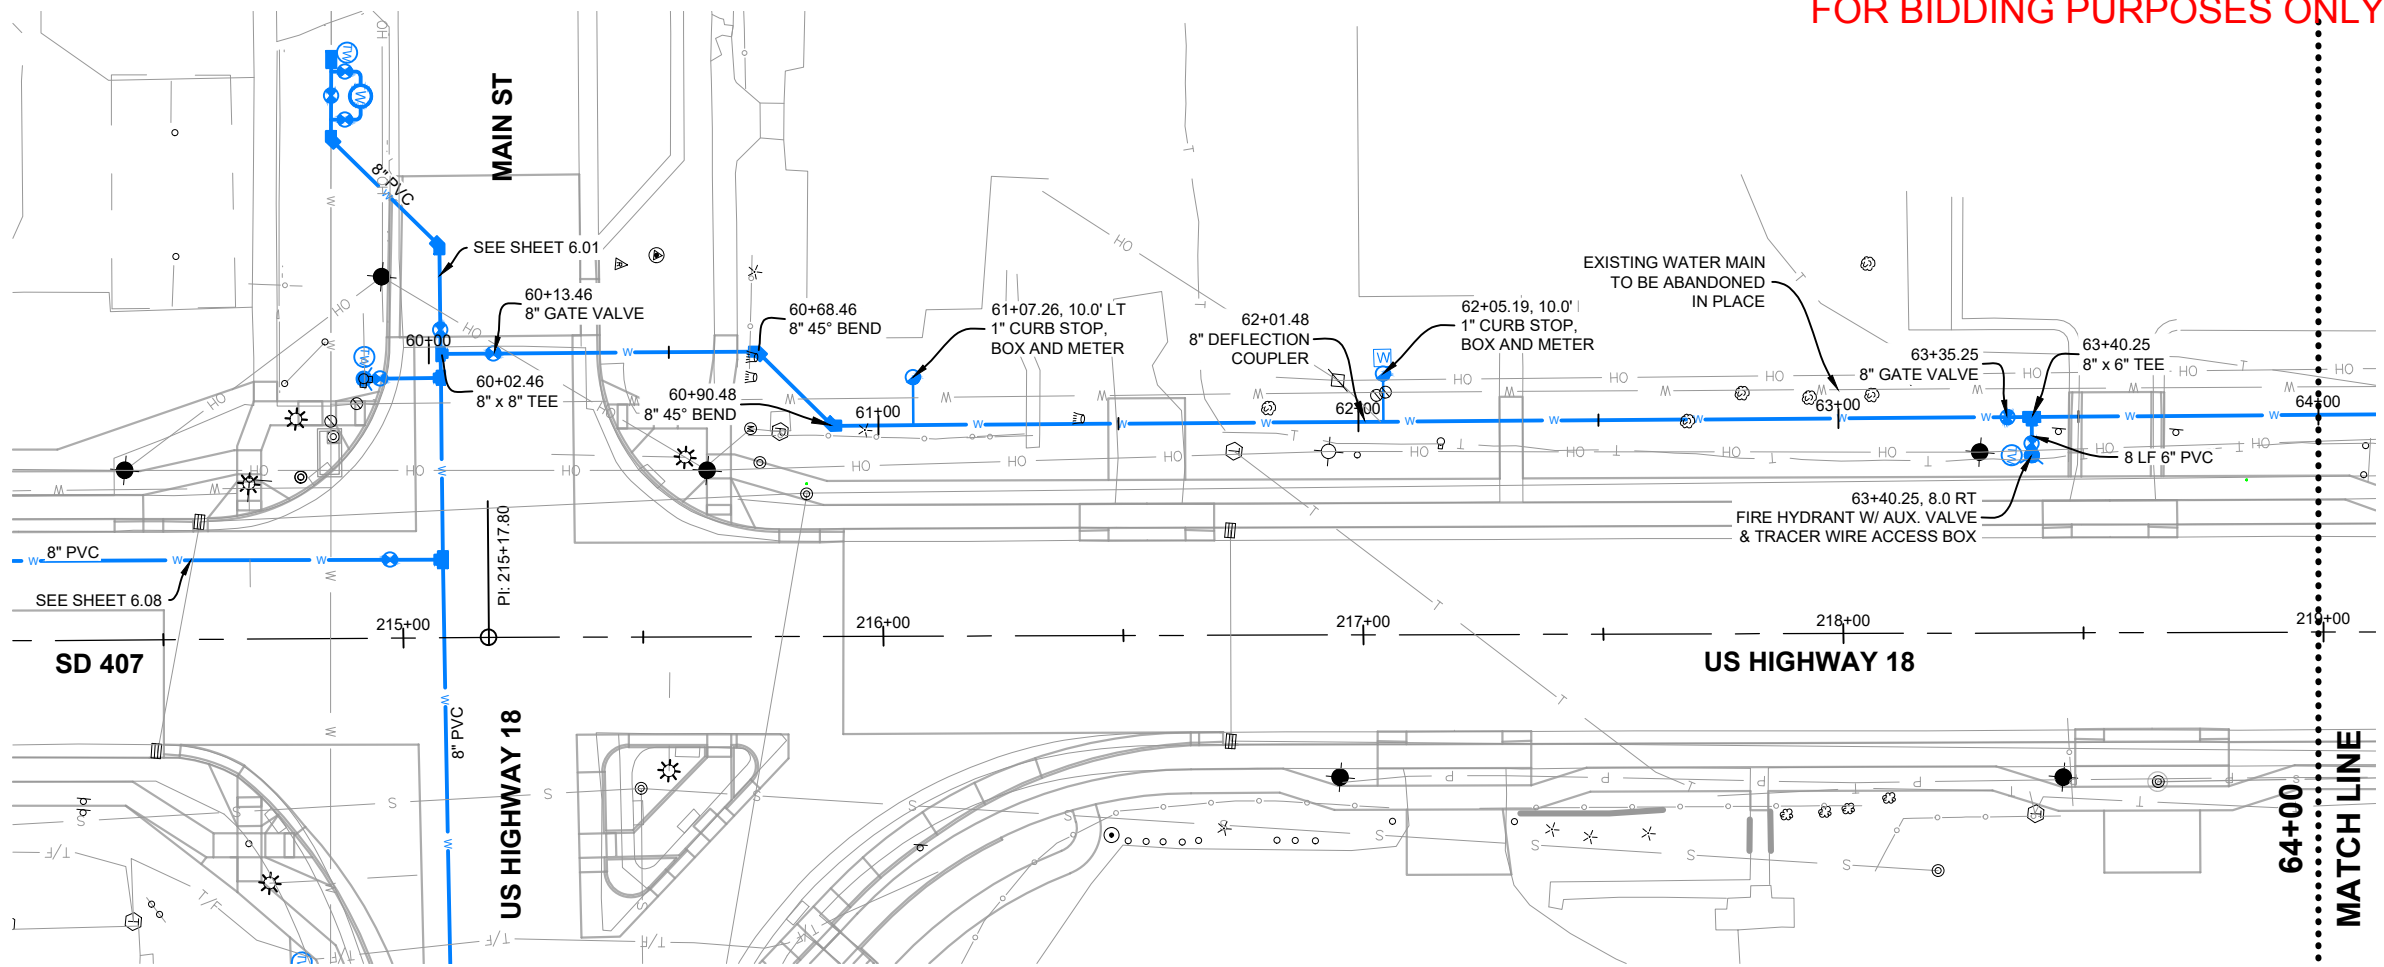 FOR BIDDING PURPOSES ONLY
MAIN ST
8" PVC
SEE SHEET 6.01
60+13.46
8" GATE VALVE
60+00
60+02.46
8" x 8" TEE
60+68.46
8" 45° BEND
60+90.48
8" 45° BEND
61+00
61+07.26, 10.0' LT
1" CURB STOP,
BOX AND METER
62+01.48
8" DEFLECTION
COUPLER
62+00
62+05.19, 10.0'
1" CURB STOP,
BOX AND METER
EXISTING WATER MAIN
TO BE ABANDONED
IN PLACE
63+00
63+35.25
8" GATE VALVE
63+40.25
8" x 6" TEE
64+00
8 LF 6" PVC
63+40.25, 8.0 RT
FIRE HYDRANT W/ AUX. VALVE
& TRACER WIRE ACCESS BOX
8" PVC
SEE SHEET 6.08
PI: 215+17.80
215+00
216+00
217+00
218+00
219+00
SD 407
US HIGHWAY 18
8" PVC
US HIGHWAY 18
64+00
MATCH LINE